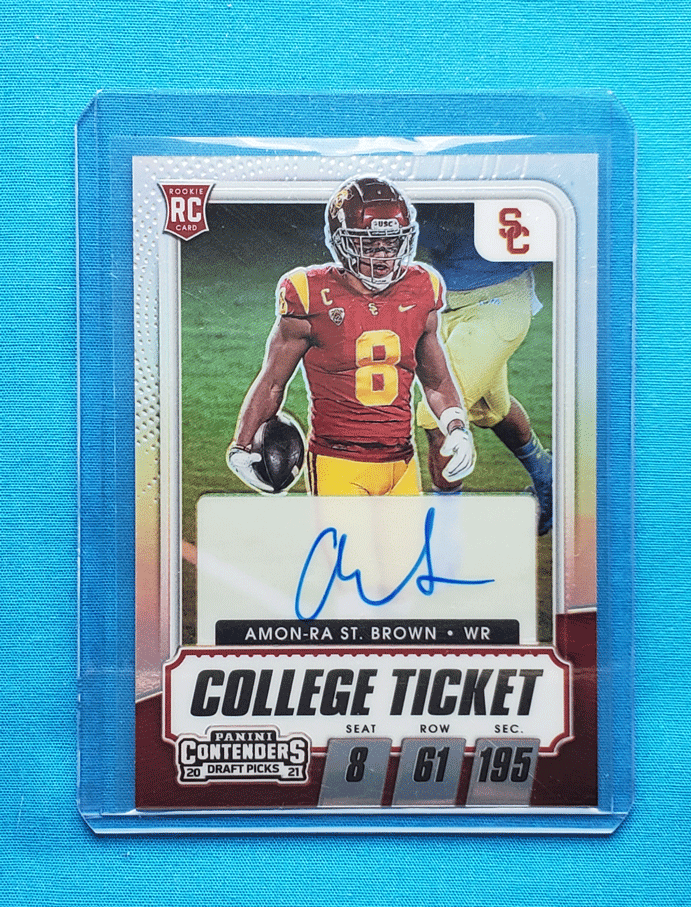 ROOKIE
RC
CARD
SC
USC
C
SC
8
AMON-RA ST. BROWN • WR
COLLEGE TICKET
SEAT ROW SEC.
8 61 195
PANINI
CONTENDERS
20 DRAFT PICKS 21